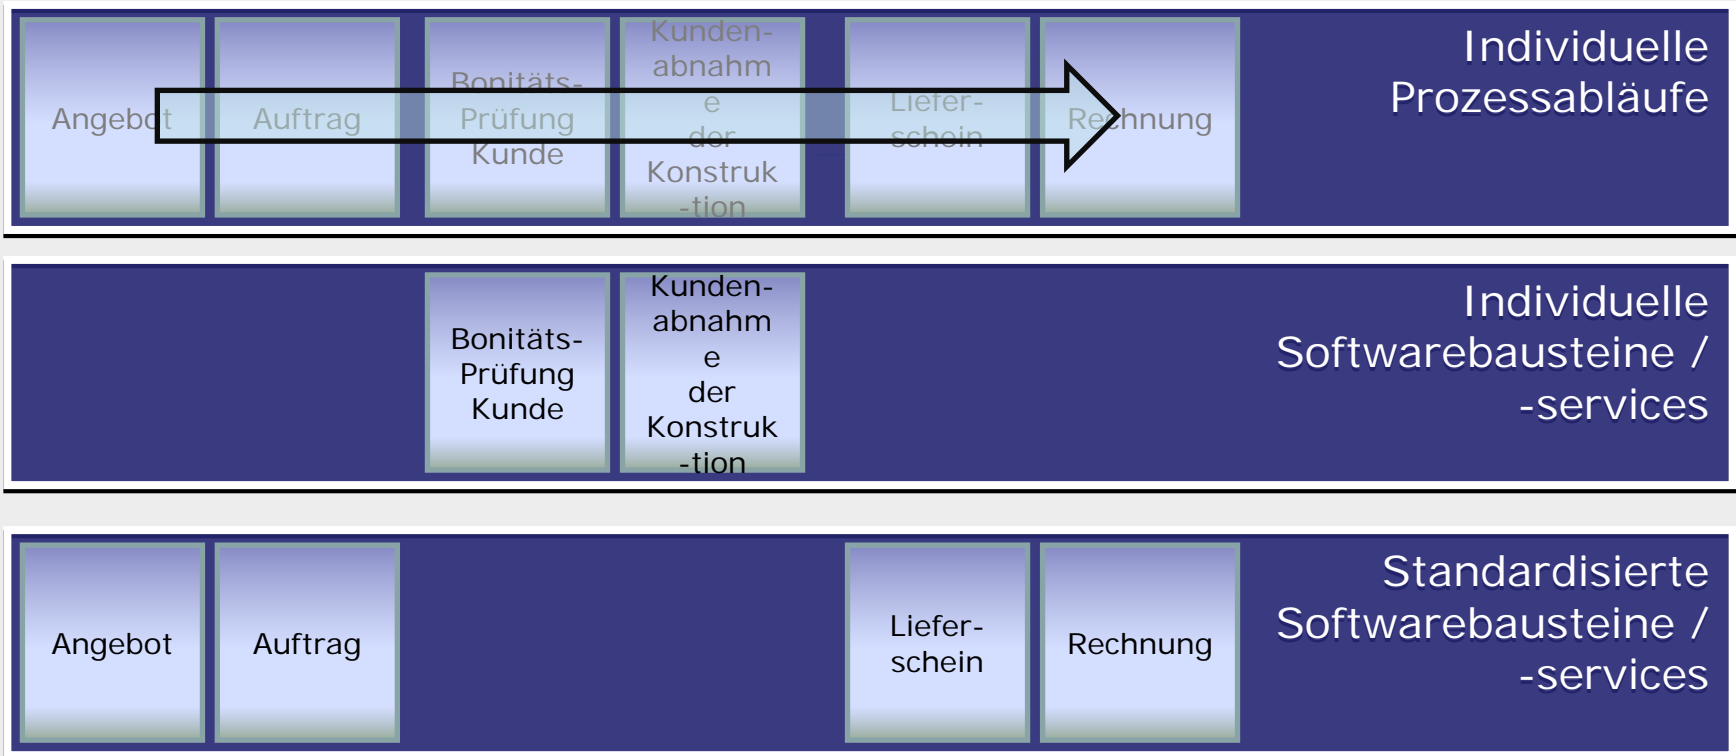 Angebot
Auftrag
Bonitäts-
Prüfung
Kunde
Kunden-
abnahm
e
der
Konstruk
-tion
Liefer-
schein
Rechnung
Individuelle
Prozessabläufe
Bonitäts-
Prüfung
Kunde
Kunden-
abnahm
e
der
Konstruk
-tion
Individuelle
Softwarebausteine /
-services
Angebot
Auftrag
Liefer-
schein
Rechnung
Standardisierte
Softwarebausteine /
-services